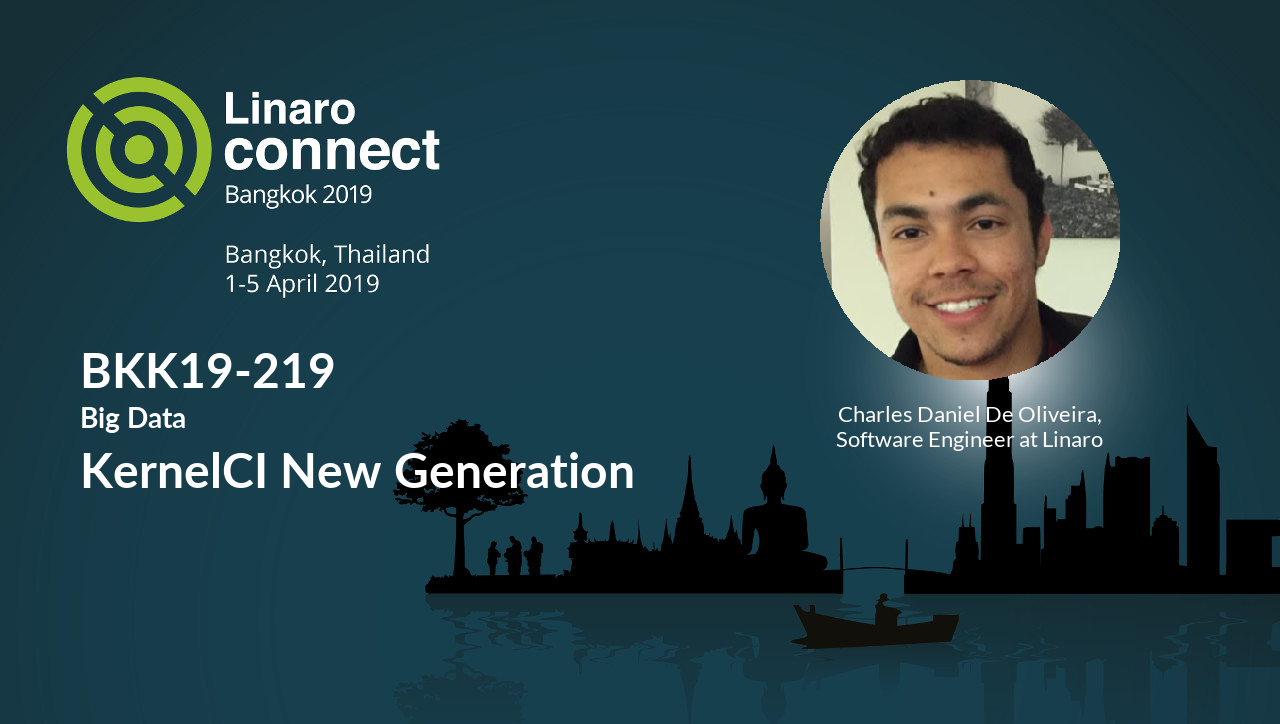 Linaro
connect
Bangkok 2019
Bangkok, Thailand
1-5 April 2019
BKK19-219
Big Data
KernelCI New Generation
Charles Daniel De Oliveira,
Software Engineer at Linaro